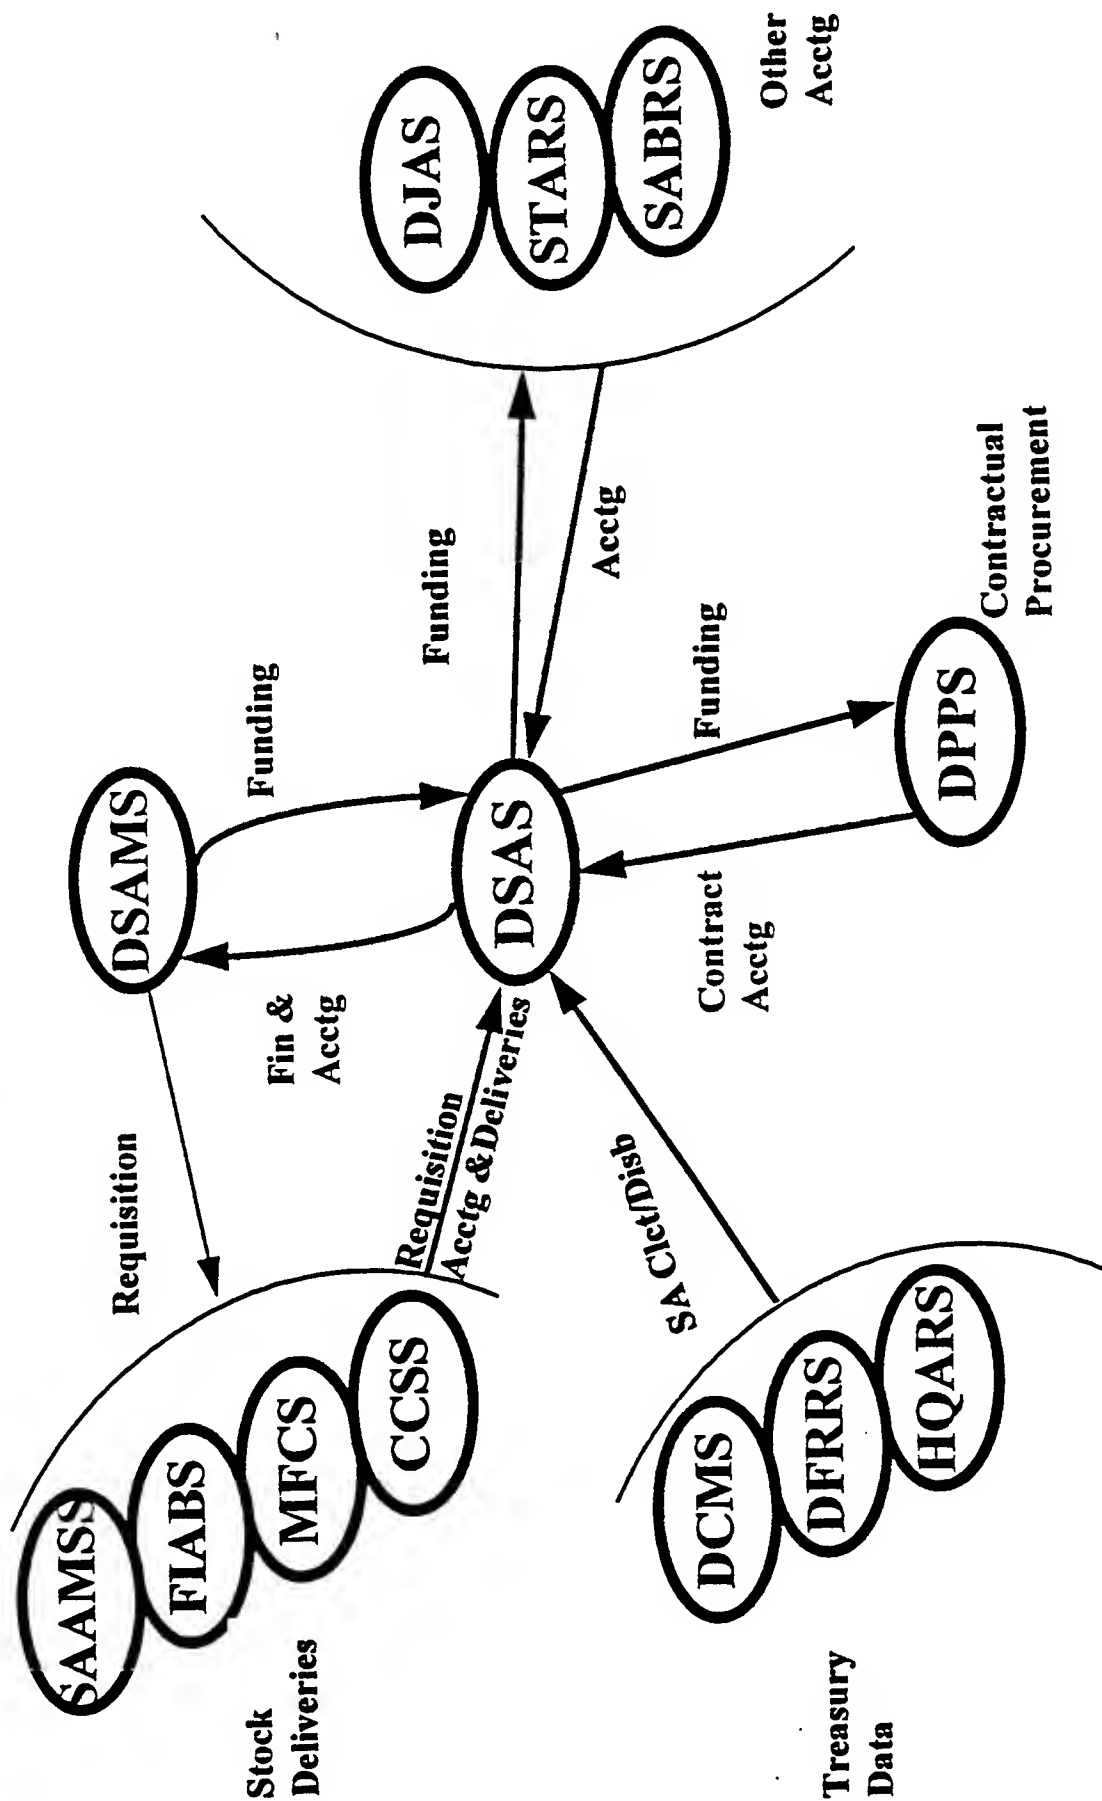 SAAMSS
FIABS
MFCS
CCSS
Stock
Deliveries
Requisition
DSAMS
Funding
Fin &
Acctg
Requisition
Acctg & Deliveries
DSAS
Funding
Acctg
DJAS
STARS
SABRS
Other
Acctg
DCMS
DFRRS
HQARS
Treasury
Data
SA Clct/Disb
Contract
Acctg
Funding
DPPS
Contractual
Procurement